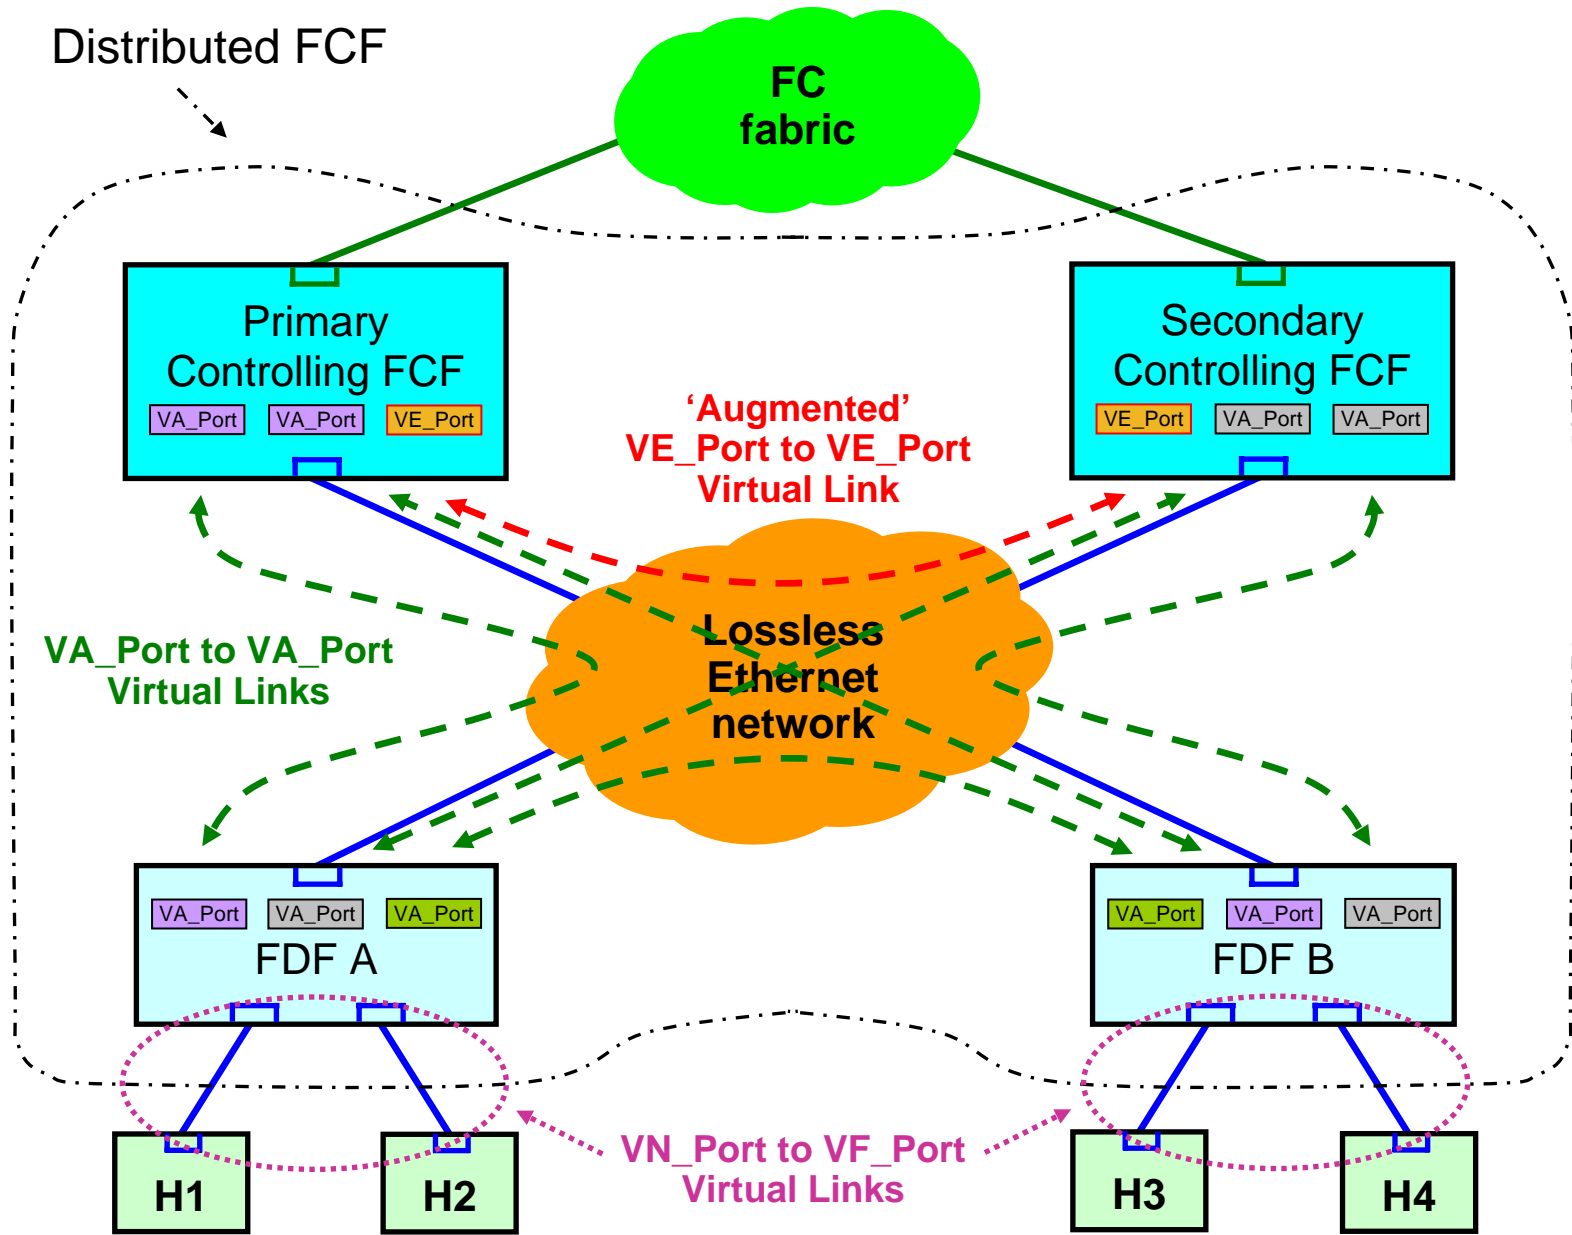 Distributed FCF
FC
fabric
Primary
Controlling FCF
VA_Port VA_Port VE_Port
Secondary
Controlling FCF
VE_Port VA_Port VA_Port
‘Augmented’
VE_Port to VE_Port
Virtual Link
Lossless
Ethernet
network
VA_Port to VA_Port
Virtual Links
VA_Port VA_Port VA_Port
FDF A
VA_Port VA_Port VA_Port
FDF B
VN_Port to VF_Port
Virtual Links
H1
H2
H3
H4